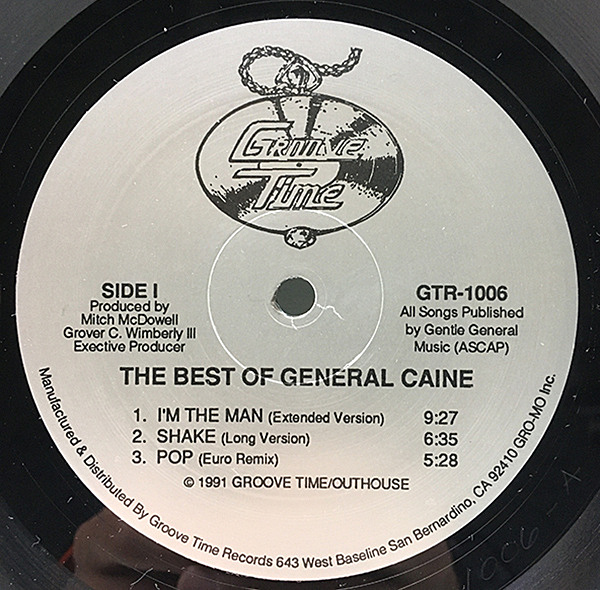 Groove
Time
SIDE I
Produced by
Mitch McDowell
Grover C. Wimberly III
Exective Producer
GTR-1006
All Songs Published
by Gentle General
Music (ASCAP)
THE BEST OF GENERAL CAINE
1. I'M THE MAN (Extended Version) 9:27
2. SHAKE (Long Version) 6:35
3. POP (Euro Remix) 5:28
© 1991 GROOVE TIME/OUTHOUSE
Manufactured & Distributed By Groove Time Records 643 West Baseline San Bernardino, CA 92410 GRO-MO Inc.